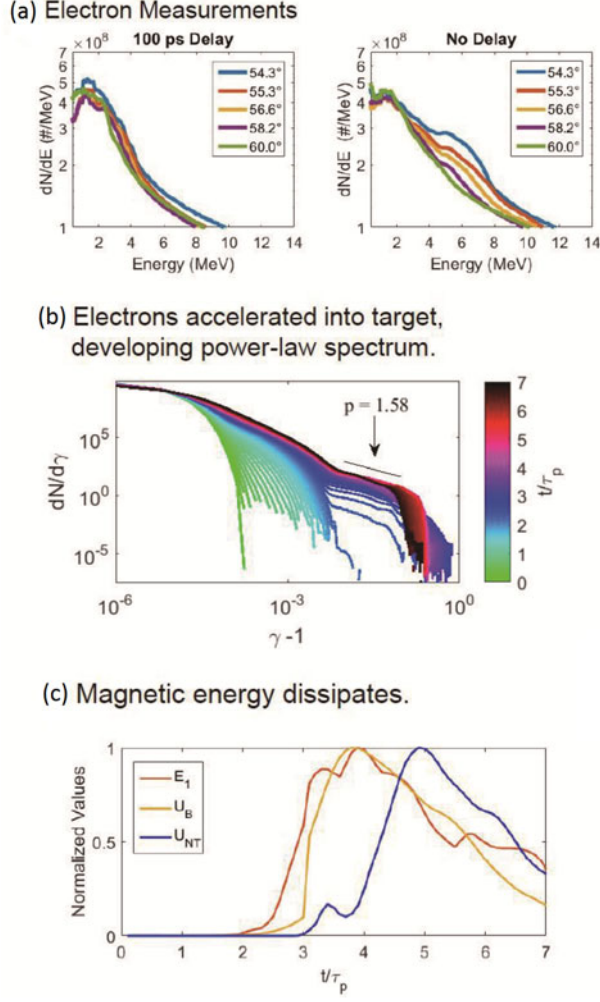 (a) Electron Measurements
100 ps Delay
No Delay
×10⁸
×10⁸
7
5
4
3
2
1
7
5
4
3
2
1
dN/dE (#/MeV)
dN/dE (#/MeV)
54.3°
55.3°
56.6°
58.2°
60.0°
54.3°
55.3°
56.6°
58.2°
60.0°
2 4 6 8 10 12 14
2 4 6 8 10 12 14
Energy (MeV)
Energy (MeV)
(b) Electrons accelerated into target,
developing power-law spectrum.
p = 1.58
dN/dγ
10⁵
10⁰
10⁻⁵
10⁻⁶ 10⁻³ 10⁰
γ -1
7
6
5
4
3
2
1
0
t/τp
(c) Magnetic energy dissipates.
E₁
U_B
U_NT
Normalized Values
1
0.5
0
0 1 2 3 4 5 6 7
t/τp